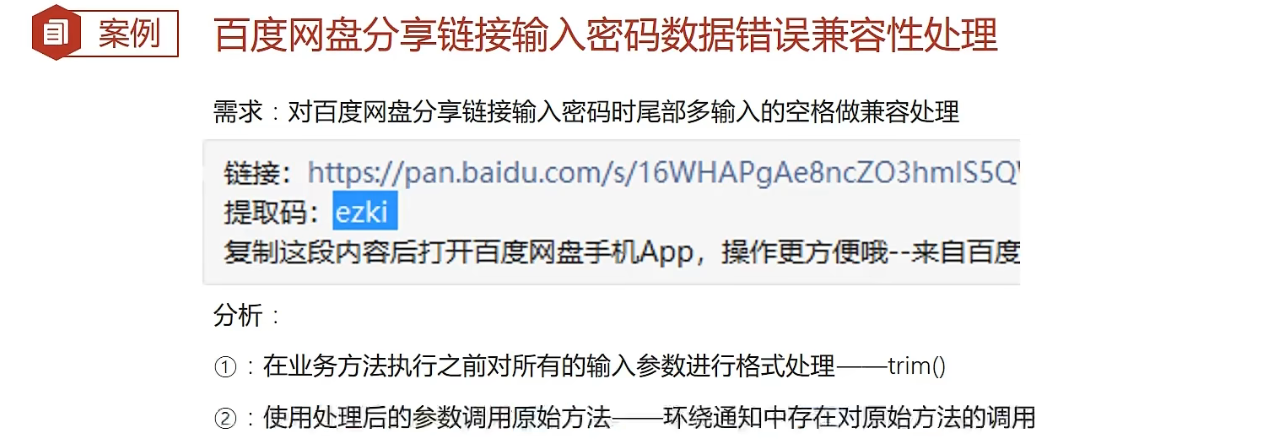 案例
百度网盘分享链接输入密码数据错误兼容性处理
需求：对百度网盘分享链接输入密码时尾部多输入的空格做兼容处理
链接：https://pan.baidu.com/s/16WHAPgAe8ncZO3hmlS5Q
提取码：ezki
复制这段内容后打开百度网盘手机App，操作更方便哦--来自百度
分析：
①：在业务方法执行之前对所有的输入参数进行格式处理——trim()
②：使用处理后的参数调用原始方法——环绕通知中存在对原始方法的调用